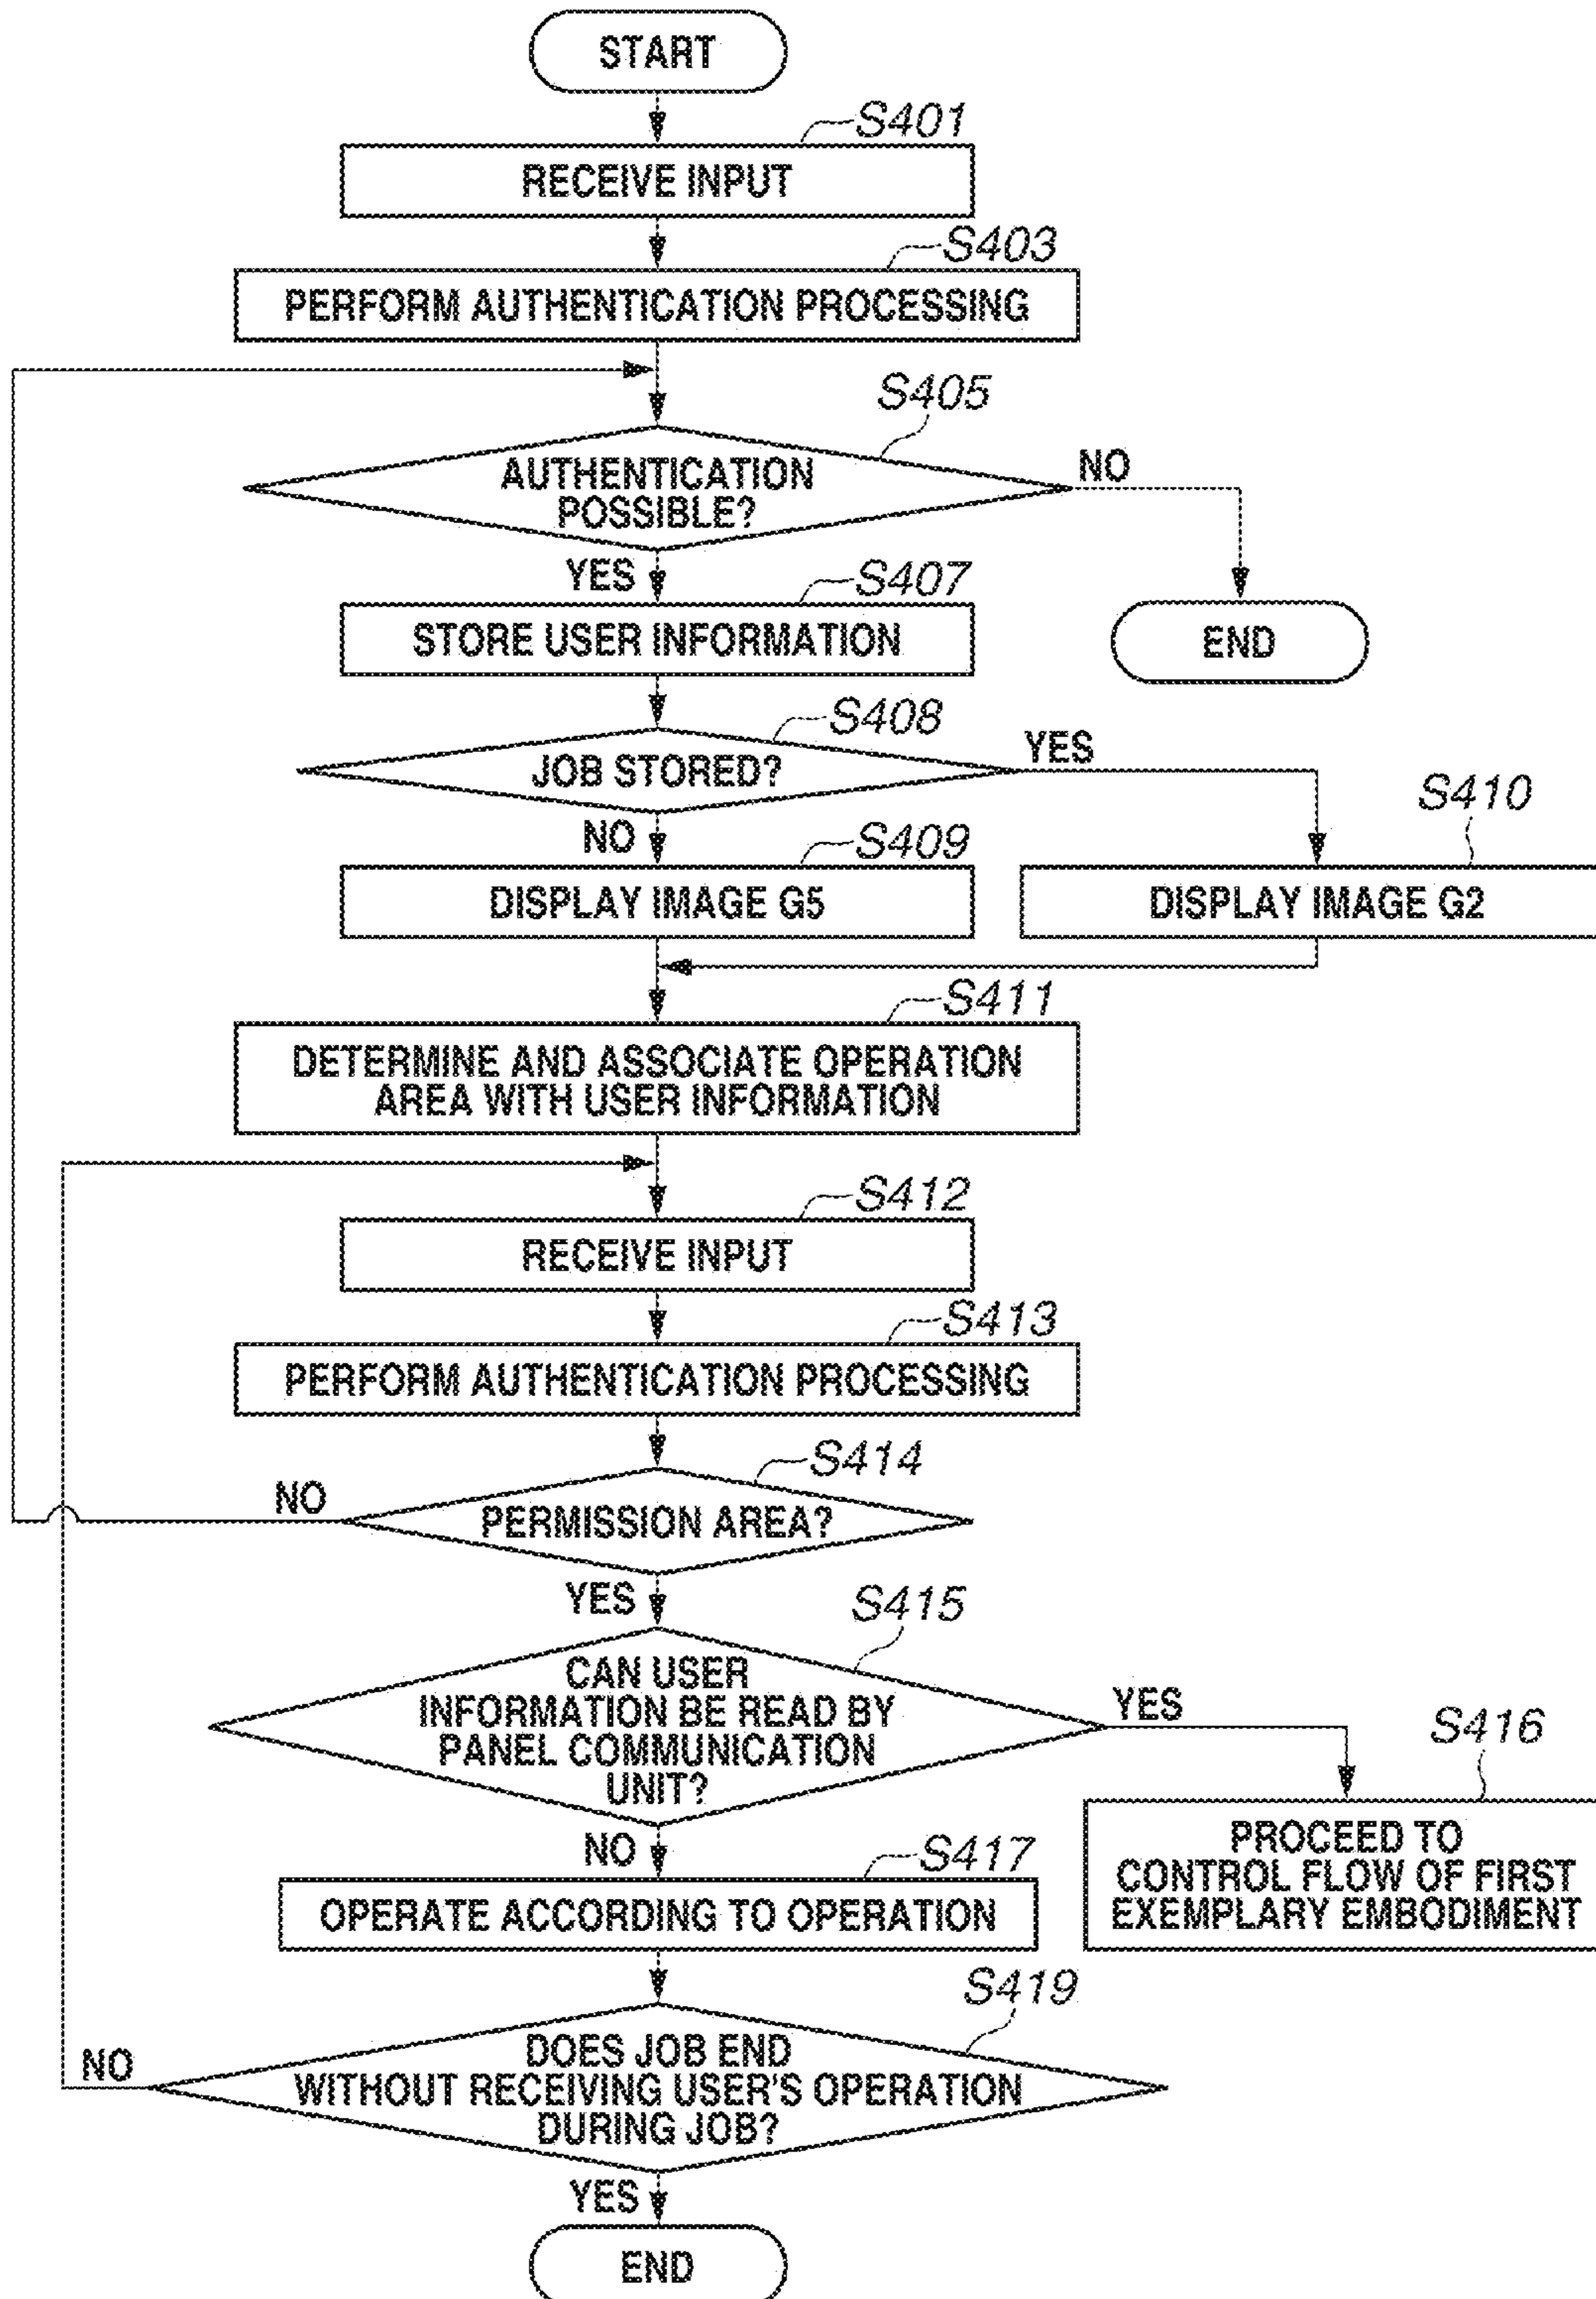 START
S401
RECEIVE INPUT
S403
PERFORM AUTHENTICATION PROCESSING
S405
AUTHENTICATION
POSSIBLE?
NO
YES
S407
STORE USER INFORMATION
END
S408
JOB STORED?
YES
S410
NO
S409
DISPLAY IMAGE G5
DISPLAY IMAGE G2
S411
DETERMINE AND ASSOCIATE OPERATION
AREA WITH USER INFORMATION
S412
RECEIVE INPUT
S413
PERFORM AUTHENTICATION PROCESSING
S414
NO
PERMISSION AREA?
YES
S415
CAN USER
INFORMATION BE READ BY
PANEL COMMUNICATION
UNIT?
YES
S416
PROCEED TO
CONTROL FLOW OF FIRST
EXEMPLARY EMBODIMENT
NO
S417
OPERATE ACCORDING TO OPERATION
S419
NO
DOES JOB END
WITHOUT RECEIVING USER'S OPERATION
DURING JOB?
YES
END